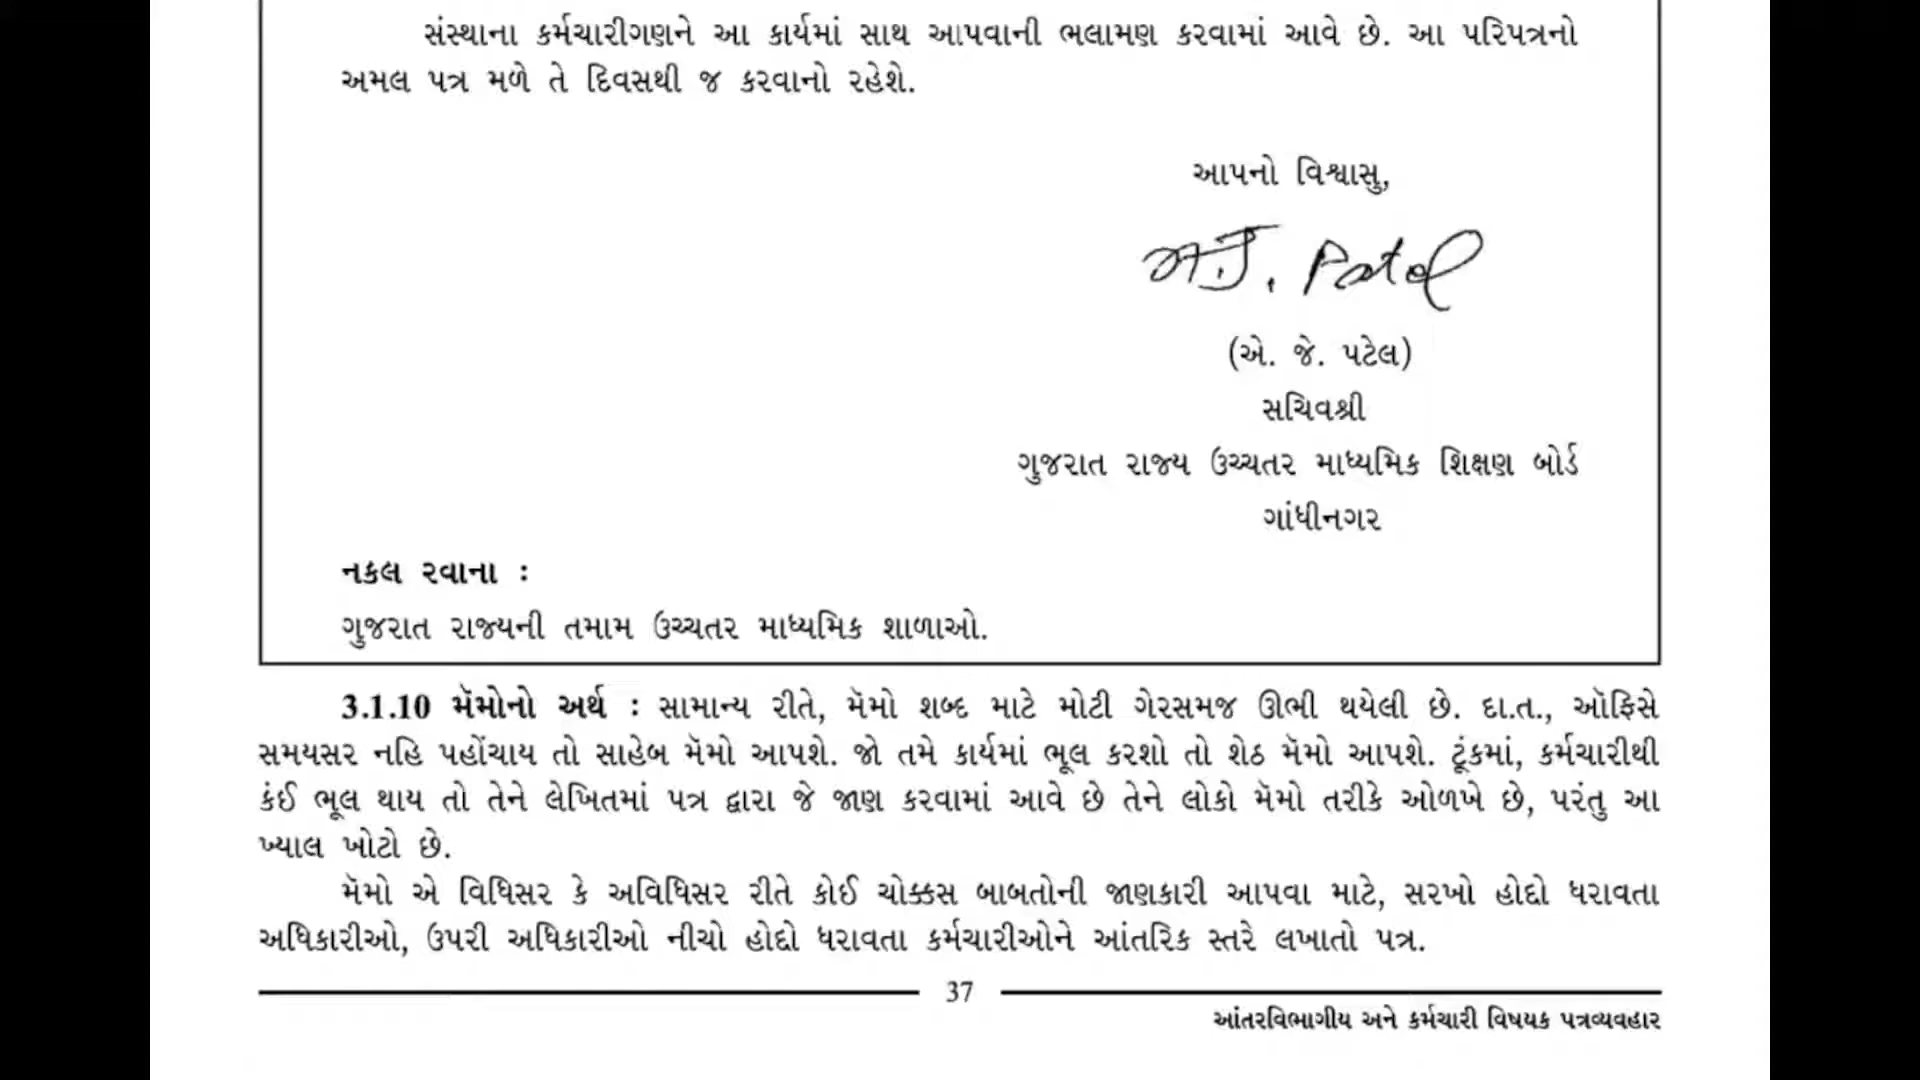 સંસ્થાના કર્મચારીગણને આ કાર્યમાં સાથ આપવાની ભલામણ કરવામાં આવે છે. આ પરિપત્રનો
અમલ પત્ર મળે તે દિવસથી જ કરવાનો રહેશે.
આપનો વિશ્વાસુ,
A.J. Patel
(એ. જે. પટેલ)
સચિવશ્રી
ગુજરાત રાજ્ય ઉચ્ચતર માધ્યમિક શિક્ષણ બોર્ડ
ગાંધીનગર
નકલ રવાના :
ગુજરાત રાજ્યની તમામ ઉચ્ચતર માધ્યમિક શાળાઓ.
3.1.10 મૅમોનો અર્થ : સામાન્ય રીતે, મૅમો શબ્દ માટે મોટી ગેરસમજ ઊભી થયેલી છે. દા.ત., ઑફિસે
સમયસર નહિ પહોંચાય તો સાહેબ મૅમો આપશે. જો તમે કાર્યમાં ભૂલ કરશો તો શેઠ મૅમો આપશે. ટૂંકમાં, કર્મચારીથી
કંઈ ભૂલ થાય તો તેને લેખિતમાં પત્ર દ્વારા જે જાણ કરવામાં આવે છે તેને લોકો મૅમો તરીકે ઓળખે છે, પરંતુ આ
ખ્યાલ ખોટો છે.
મૅમો એ વિધિસર કે અવિધિસર રીતે કોઈ ચોક્કસ બાબતોની જાણકારી આપવા માટે, સરખો હોદ્દો ધરાવતા
અધિકારીઓ, ઉપરી અધિકારીઓ નીચો હોદ્દો ધરાવતા કર્મચારીઓને આંતરિક સ્તરે લખાતો પત્ર.
37
આંતરવિભાગીય અને કર્મચારી વિષયક પત્રવ્યવહાર